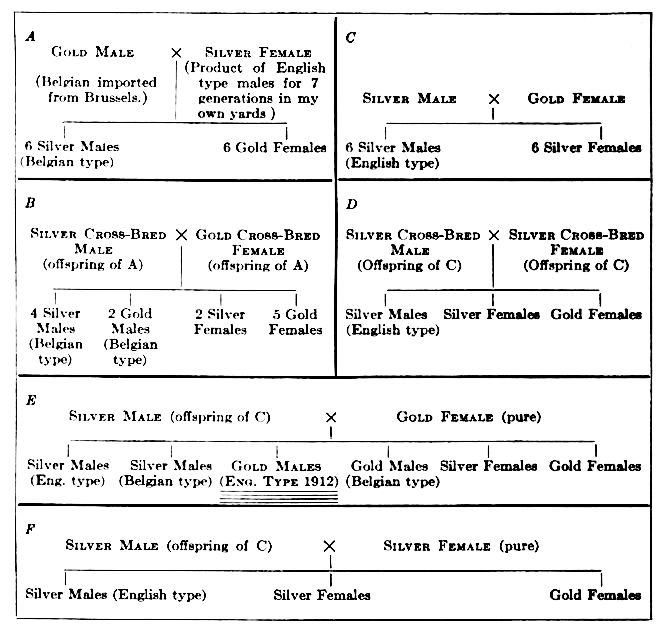 A
GOLD MALE × SILVER FEMALE
(Belgian imported from Brussels.)
(Product of English type males for 7 generations in my own yards )
6 Silver Males (Belgian type)
6 Gold Females
C
SILVER MALE × GOLD FEMALE
6 Silver Males (English type)
6 Silver Females
B
SILVER CROSS-BRED MALE (offspring of A) × GOLD CROSS-BRED FEMALE (offspring of A)
4 Silver Males (Belgian type)
2 Gold Males (Belgian type)
2 Silver Females
5 Gold Females
D
SILVER CROSS-BRED MALE (Offspring of C) × SILVER CROSS-BRED FEMALE (Offspring of C)
Silver Males (English type)
Silver Females
Gold Females
E
SILVER MALE (offspring of C) × GOLD FEMALE (pure)
Silver Males (Eng. type)
Silver Males (Belgian type)
GOLD MALES (ENG. TYPE 1912)
Gold Males (Belgian type)
Silver Females
Gold Females
F
SILVER MALE (offspring of C) × SILVER FEMALE (pure)
Silver Males (English type)
Silver Females
Gold Females